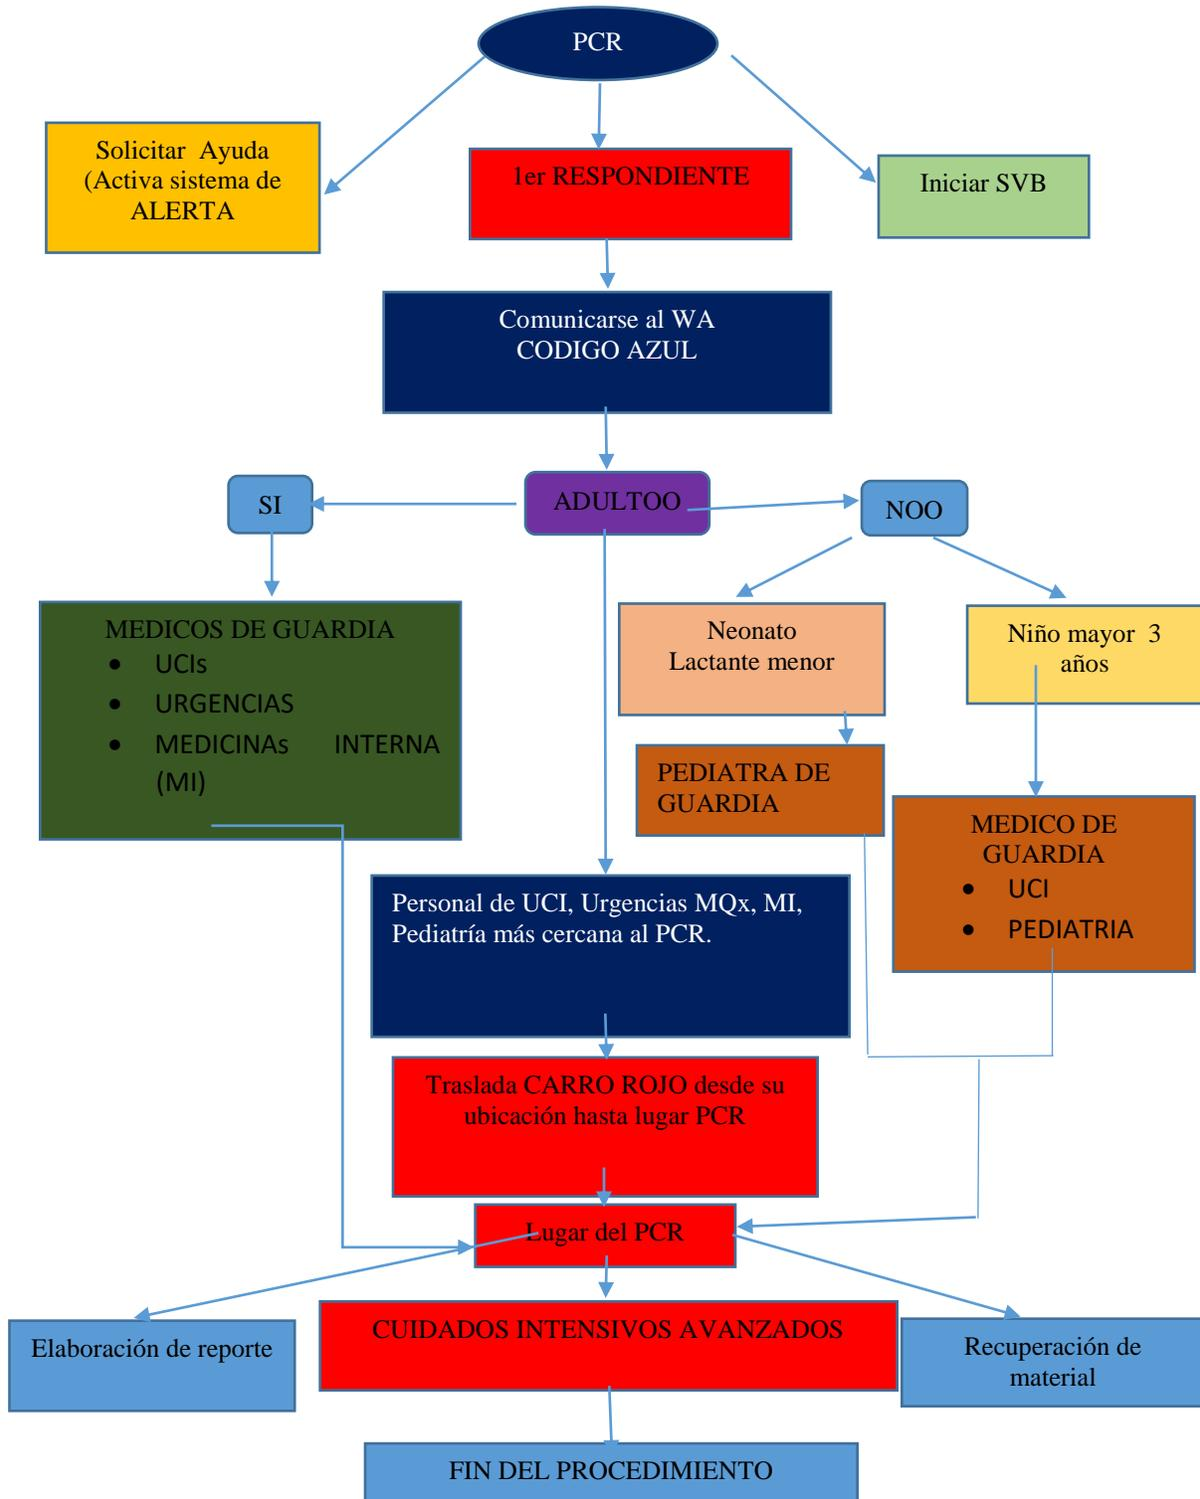 PCR
Solicitar Ayuda
(Activa sistema de
ALERTA
1er RESPONDIENTE
Iniciar SVB
Comunicarse al WA
CODIGO AZUL
SI
ADULTOO
NOO
MEDICOS DE GUARDIA
• UCIs
• URGENCIAS
• MEDICINAs INTERNA
(MI)
Neonato
Lactante menor
Niño mayor 3
años
PEDIATRA DE
GUARDIA
MEDICO DE
GUARDIA
• UCI
• PEDIATRIA
Personal de UCI, Urgencias MQx, MI,
Pediatría más cercana al PCR.
Traslada CARRO ROJO desde su
ubicación hasta lugar PCR
Lugar del PCR
Elaboración de reporte
CUIDADOS INTENSIVOS AVANZADOS
Recuperación de
material
FIN DEL PROCEDIMIENTO